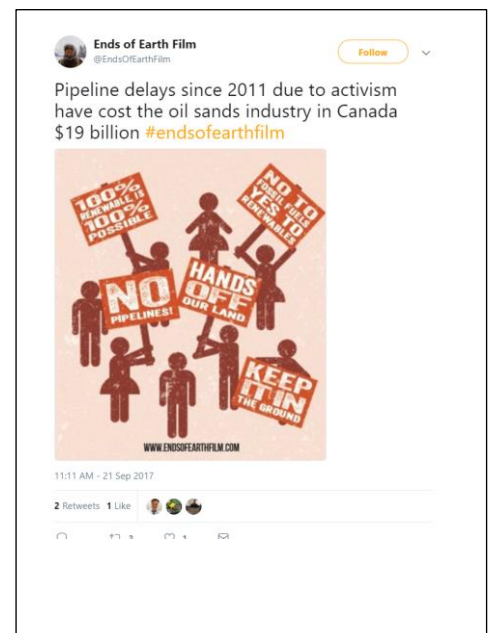 Ends of Earth Film
@EndsOfEarthFilm
Follow
Pipeline delays since 2011 due to activism
have cost the oil sands industry in Canada
$19 billion #endsofearthfilm
100%
RENEWABLE IS
100%
POSSIBLE
NO TO
FOSSIL FUELS
YES TO
RENEWABLES
NO
PIPELINES!
HANDS
OFF
OUR LAND
KEEP
IT IN
THE GROUND
WWW.ENDSOFEARTHFILM.COM
11:11 AM - 21 Sep 2017
2 Retweets 1 Like